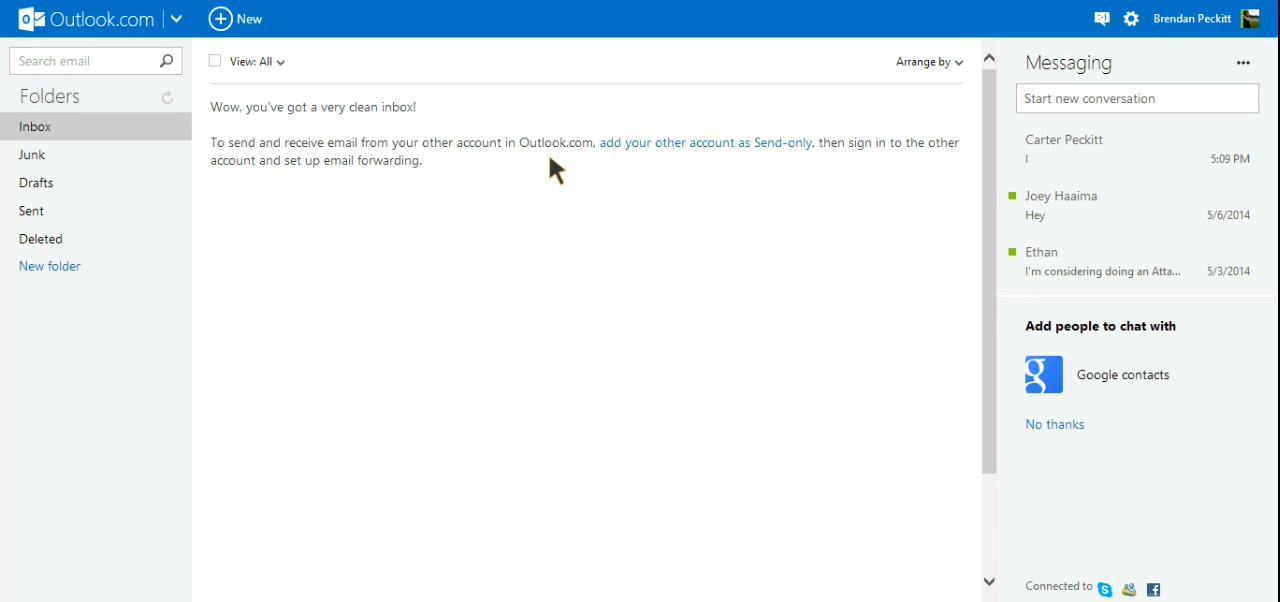 Outlook.com
New
Brendan Peckitt
Search email
Folders
Inbox
Junk
Drafts
Sent
Deleted
New folder
View: All
Arrange by
Wow, you've got a very clean inbox!
To send and receive email from your other account in Outlook.com, add your other account as Send-only, then sign in to the other
account and set up email forwarding.
Messaging
Start new conversation
Carter Peckitt
I 5:09 PM
Joey Haaima
Hey 5/6/2014
Ethan
I'm considering doing an Atta... 5/3/2014
Add people to chat with
Google contacts
No thanks
Connected to